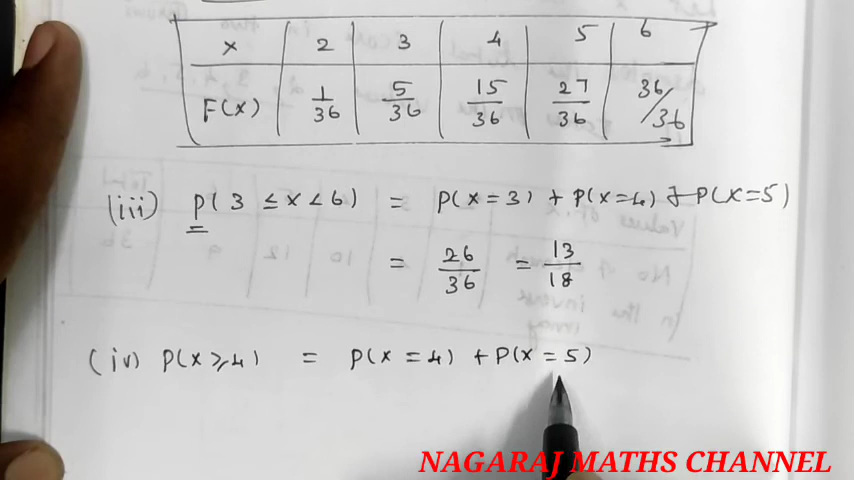 x 2 3 4 5 6
F(x) 1/36 5/36 15/36 27/36 36/36
(iii) P(3 ≤ x < 6) = P(x=3) + P(x=4) + P(x=5)
= 26/36 = 13/18
(iv) P(x ≥ 4) = P(x = 4) + P(x = 5)
NAGARAJ MATHS CHANNEL